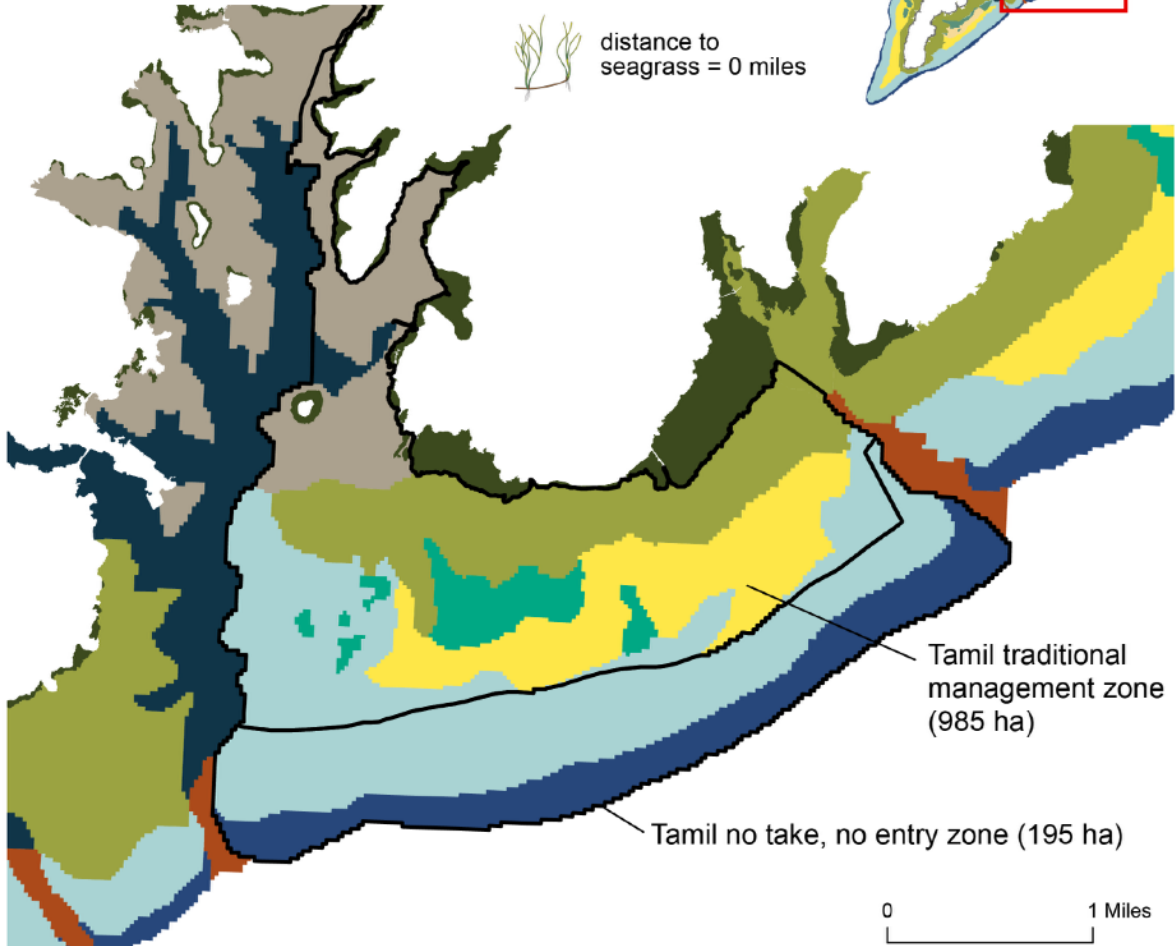 distance to
seagrass = 0 miles
Tamil traditional
management zone
(985 ha)
Tamil no take, no entry zone (195 ha)
0 1 Miles